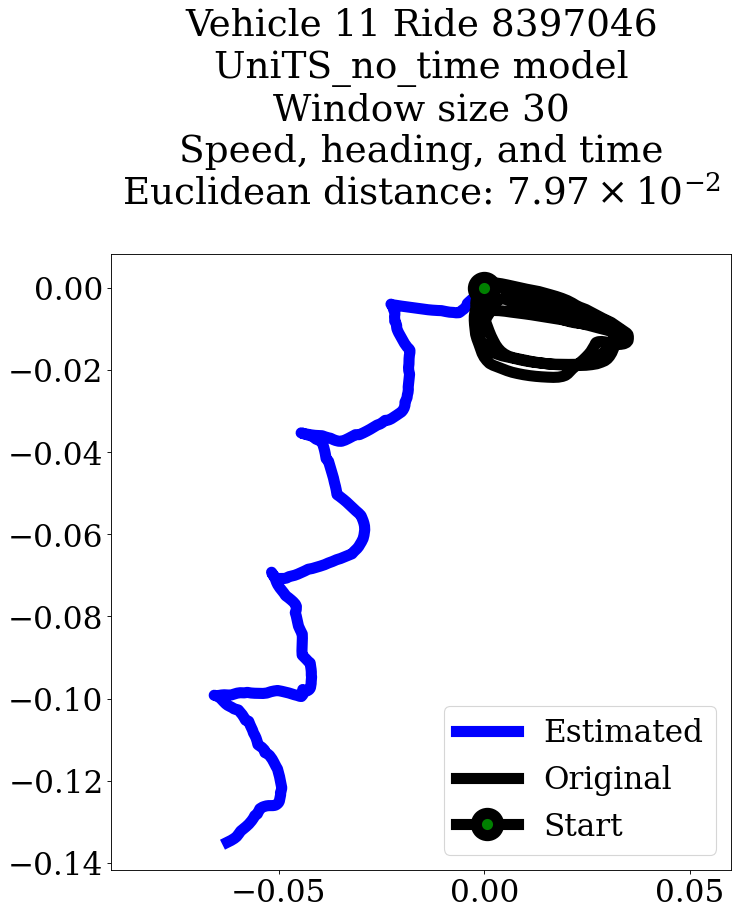 Vehicle 11 Ride 8397046
UniTS_no_time model
Window size 30
Speed, heading, and time
Euclidean distance: 7.97 × 10⁻²
0.00
−0.02
−0.04
−0.06
−0.08
−0.10
−0.12
−0.14
−0.05
0.00
0.05
Estimated
Original
Start